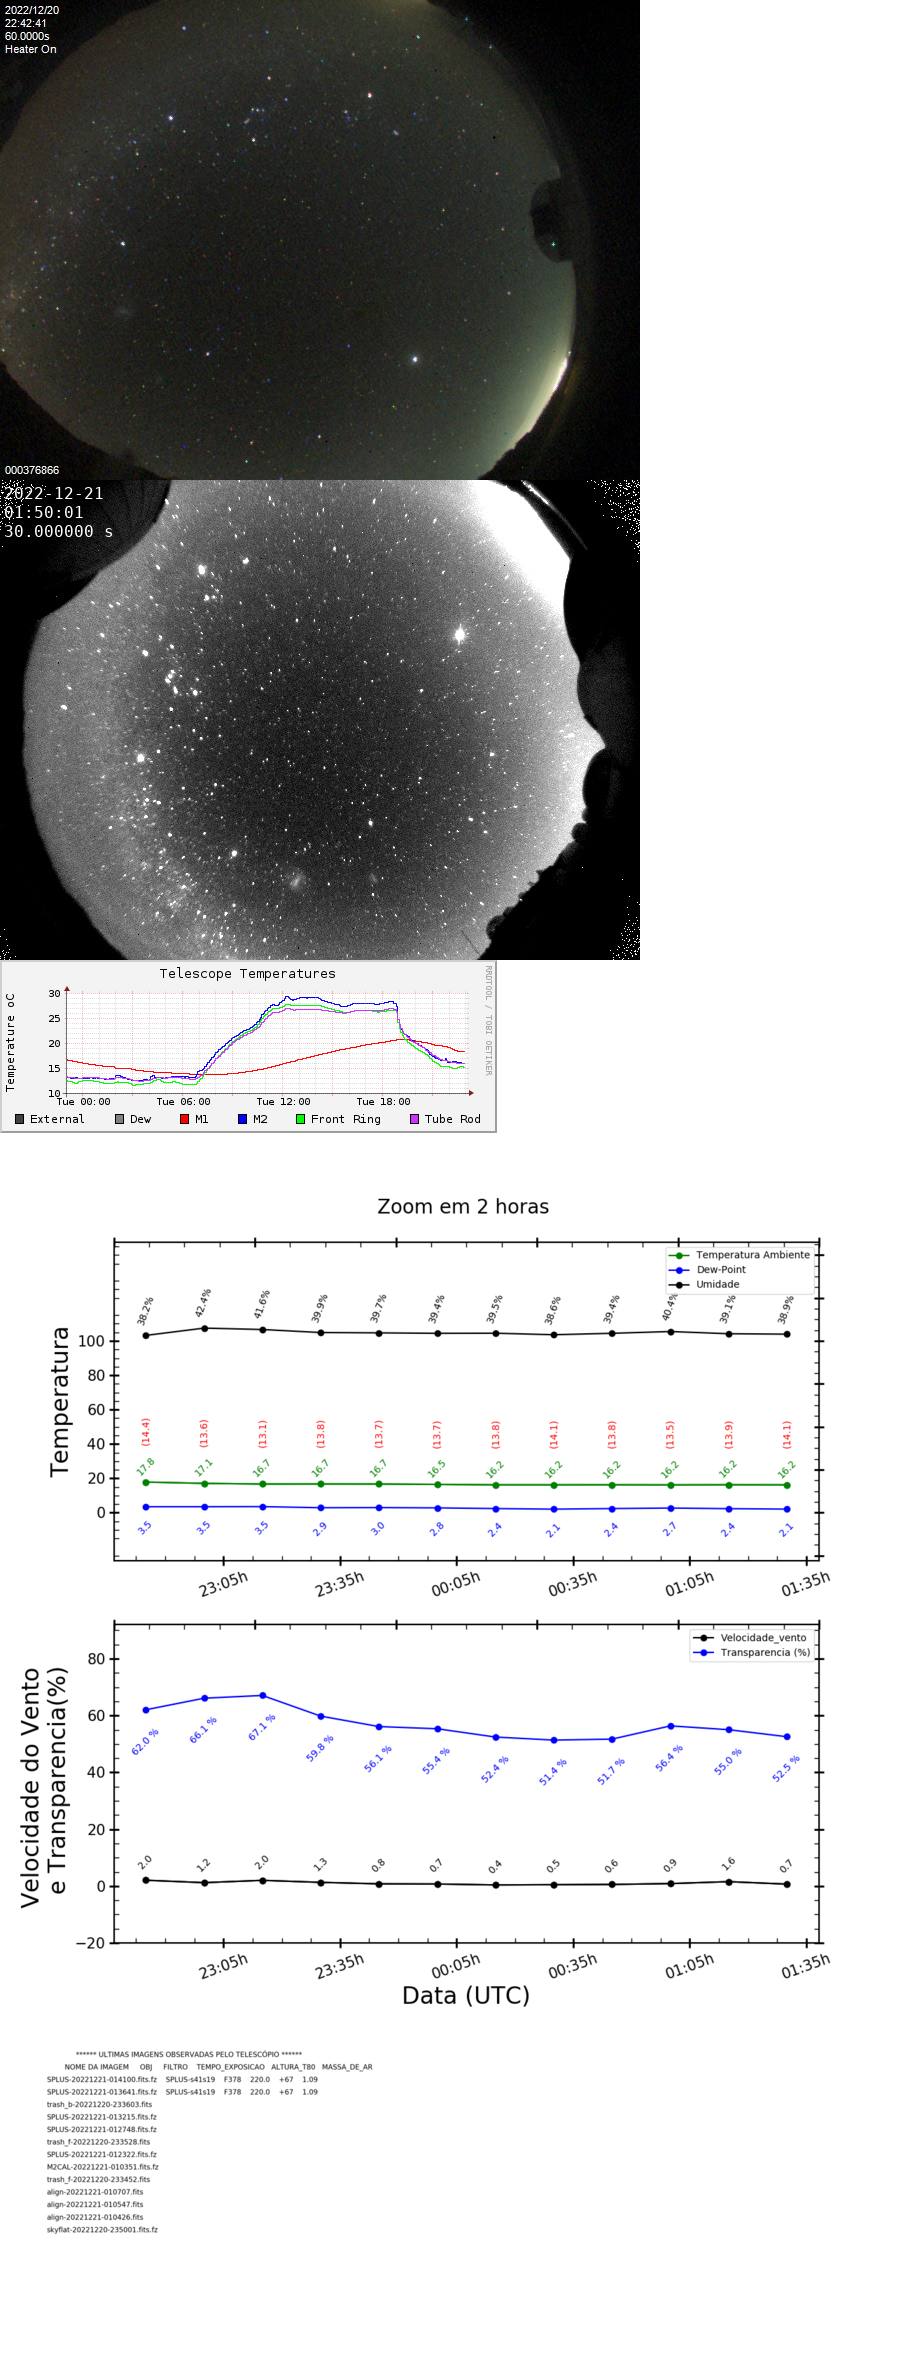 2022/12/20
22:42:41
60.0000s
Heater On
000376866
2022-12-21
01:50:01
30.000000 s
Telescope Temperatures
RRDTOOL / TOBI OETIKER
Temperature oC
30
25
20
15
10
Tue 00:00 Tue 06:00 Tue 12:00 Tue 18:00
External Dew M1 M2 Front Ring Tube Rod
Zoom em 2 horas
Temperatura Ambiente
Dew-Point
Umidade
38.2% 42.4% 41.6% 39.9% 39.7% 39.4% 39.5% 38.6% 39.4% 40.4% 39.1% 38.9%
Temperatura
100
80
60
40
20
0
(14.4) (13.6) (13.1) (13.8) (13.7) (13.7) (13.8) (14.1) (13.8) (13.5) (13.9) (14.1)
17.8 17.1 16.7 16.7 16.7 16.5 16.2 16.2 16.2 16.2 16.2 16.2
3.5 3.5 3.5 2.9 3.0 2.8 2.4 2.1 2.4 2.7 2.4 2.1
23:05h 23:35h 00:05h 00:35h 01:05h 01:35h
Velocidade_vento
Transparencia (%)
Velocidade do Vento
e Transparencia(%)
80
60
40
20
0
−20
62.0 % 66.1 % 67.1 % 59.8 % 56.1 % 55.4 % 52.4 % 51.4 % 51.7 % 56.4 % 55.0 % 52.5 %
2.0 1.2 2.0 1.3 0.8 0.7 0.4 0.5 0.6 0.9 1.6 0.7
23:05h 23:35h 00:05h 00:35h 01:05h 01:35h
Data (UTC)
****** ULTIMAS IMAGENS OBSERVADAS PELO TELESCÓPIO ******
NOME DA IMAGEM OBJ FILTRO TEMPO_EXPOSICAO ALTURA_T80 MASSA_DE_AR
SPLUS-20221221-014100.fits.fz SPLUS-s41s19 F378 220.0 +67 1.09
SPLUS-20221221-013641.fits.fz SPLUS-s41s19 F378 220.0 +67 1.09
trash_b-20221220-233603.fits
SPLUS-20221221-013215.fits.fz
SPLUS-20221221-012748.fits.fz
trash_f-20221220-233528.fits
SPLUS-20221221-012322.fits.fz
M2CAL-20221221-010351.fits.fz
trash_f-20221220-233452.fits
align-20221221-010707.fits
align-20221221-010547.fits
align-20221221-010426.fits
skyflat-20221220-235001.fits.fz